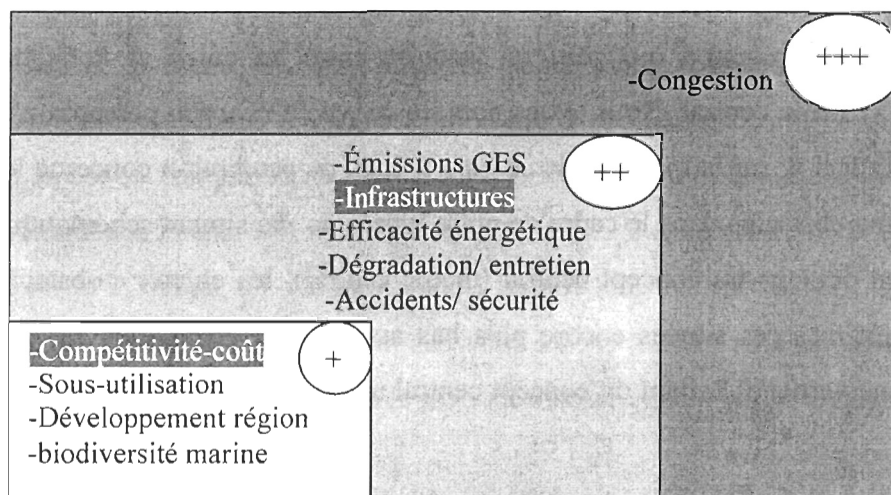 +++
-Congestion
-Émissions GES
++
-Infrastructures
-Efficacité énergétique
-Dégradation/ entretien
-Accidents/ sécurité
-Compétitivité-coût
+
-Sous-utilisation
-Développement région
-biodiversité marine